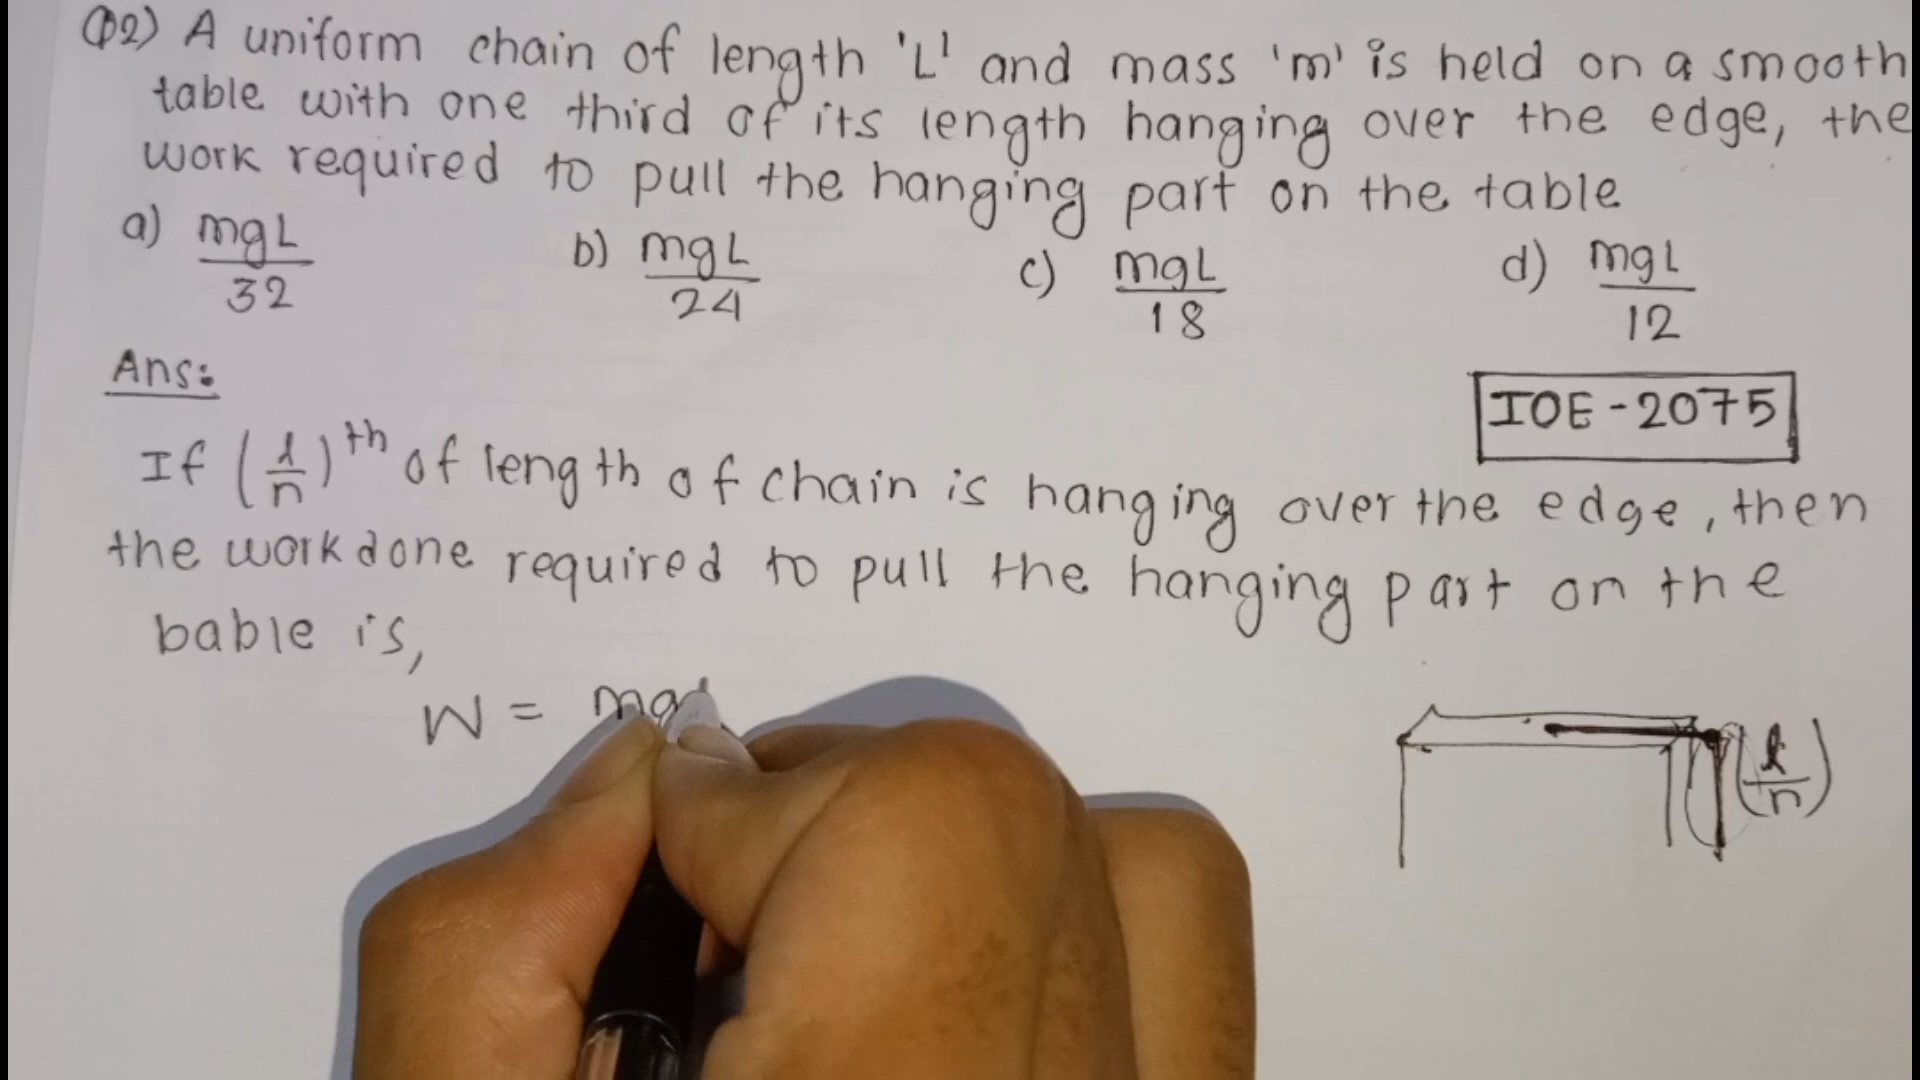 Q2) A uniform chain of length 'L' and mass 'm' is held on a smooth
table with one third of its length hanging over the edge, the
work required to pull the hanging part on the table
a) mgL/32 b) mgL/24 c) mgL/18 d) mgL/12
Ans:
IOE-2075
If (1/n)th of length of chain is hanging over the edge, then
the workdone required to pull the hanging part on the
bable is,
W = mg
(l/n)